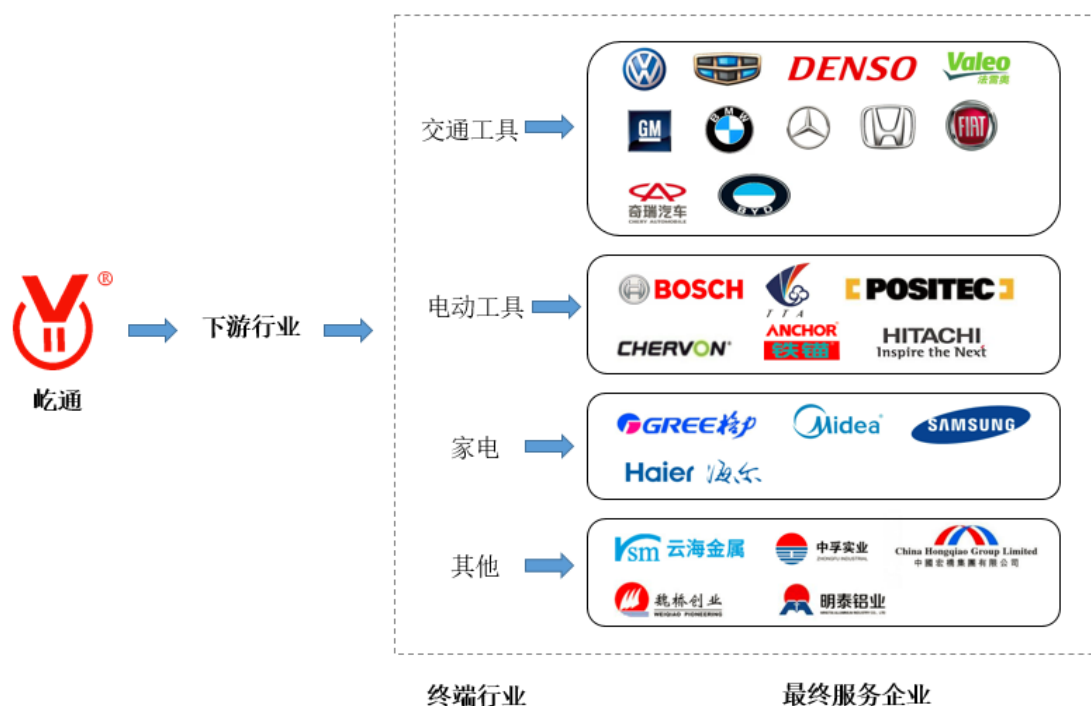 DENSO
Valeo
法雷奥
交通工具
GM
BMW
FIAT
奇瑞汽车
CHERY AUTOMOBILE
BYD
®
屹通
下游行业
电动工具
BOSCH
TTA
POSITEC
CHERVON®
ANCHOR®
铁锚
HITACHI
Inspire the Next
家电
GREE格力
Midea®
SAMSUNG
Haier 海尔
其他
rsm 云海金属
中孚实业
ZHONGFU INDUSTRIAL
China Hongqiao Group Limited
中國宏橋集團有限公司
魏桥创业
WEIQIAO PIONEERING
明泰铝业
终端行业
最终服务企业